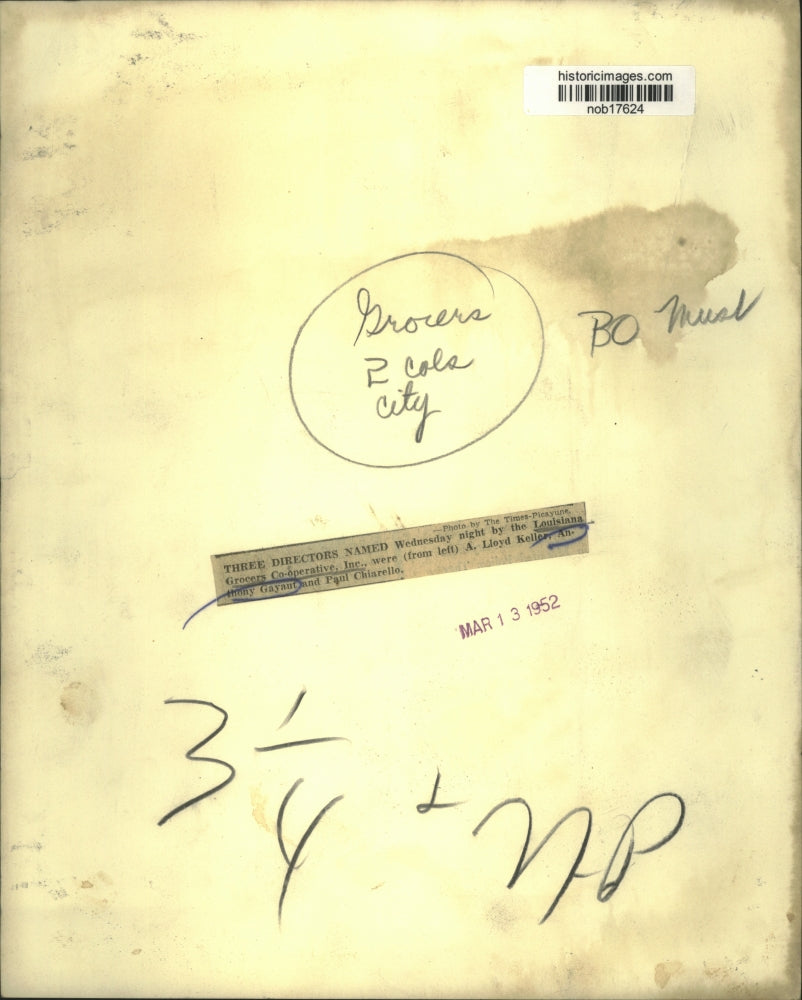 historicimages.com
nob17624
Grocers
2 cols
city
BO Must
—Photo by The Times-Picayune.
THREE DIRECTORS NAMED Wednesday night by the Louisiana
Grocers Co-operative, Inc., were (from left) A. Lloyd Keller, An-
thony Gayaut and Paul Chiarello.
MAR 13 1952
3 1/4